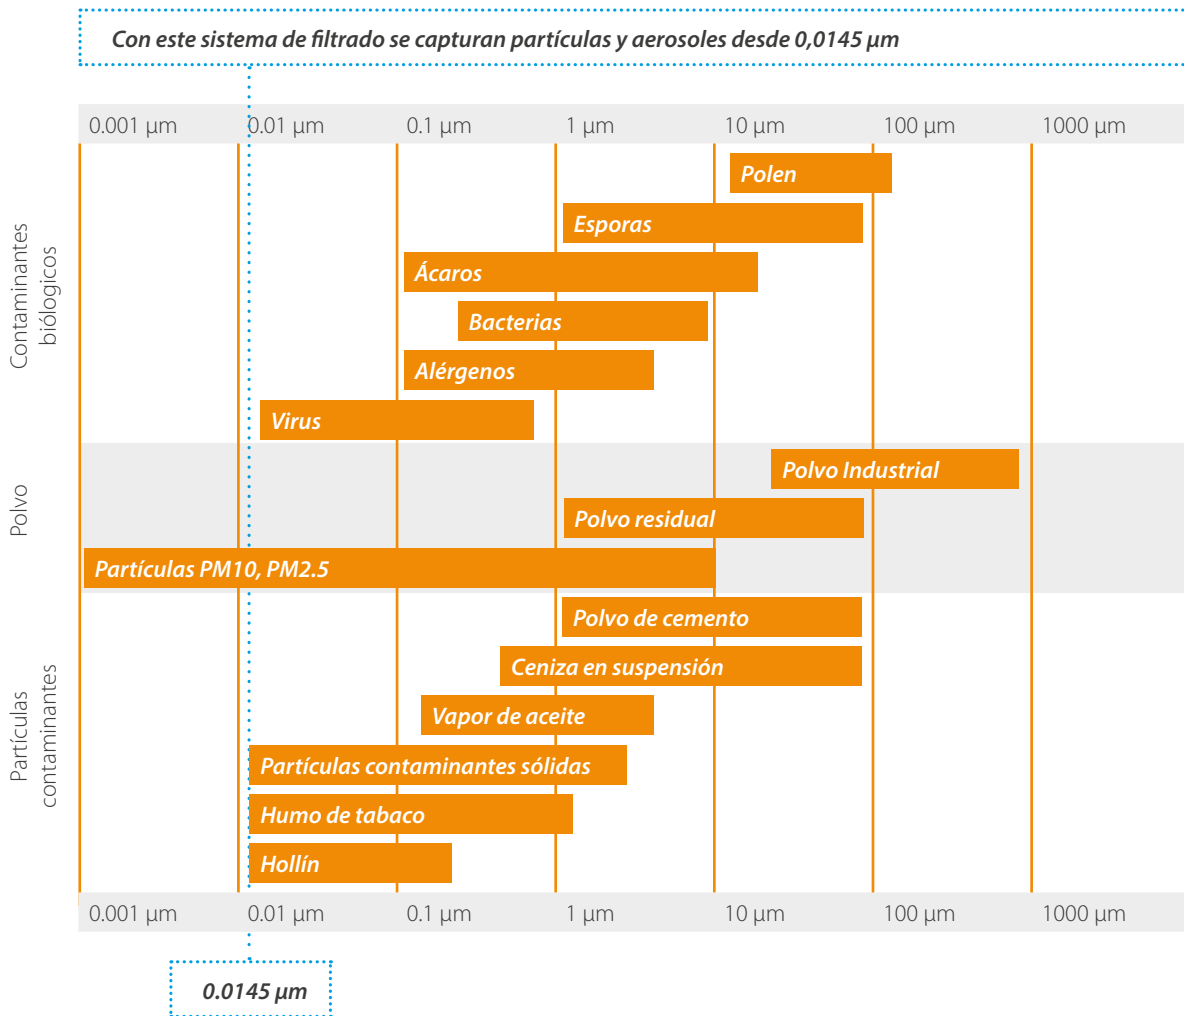 Con este sistema de filtrado se capturan partículas y aerosoles desde 0,0145 µm
0.001 µm 0.01 µm 0.1 µm 1 µm 10 µm 100 µm 1000 µm
Contaminantes
biólogicos
Polen
Esporas
Ácaros
Bacterias
Alérgenos
Virus
Polvo
Polvo Industrial
Polvo residual
Partículas PM10, PM2.5
Partículas
contaminantes
Polvo de cemento
Ceniza en suspensión
Vapor de aceite
Partículas contaminantes sólidas
Humo de tabaco
Hollín
0.001 µm 0.01 µm 0.1 µm 1 µm 10 µm 100 µm 1000 µm
0.0145 µm